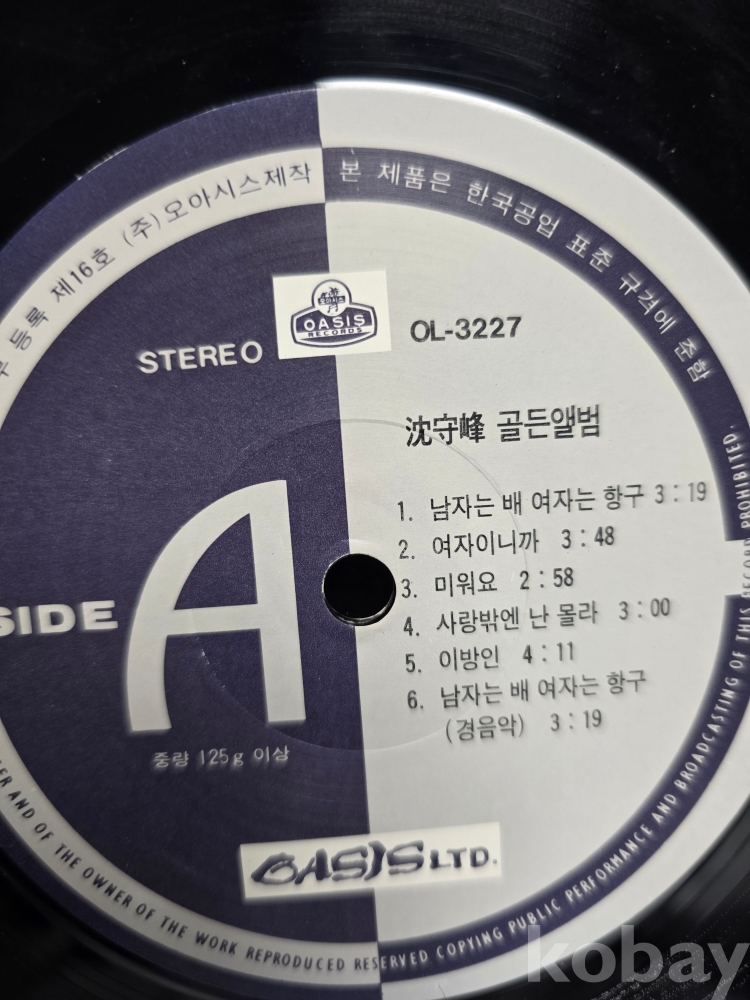 등록 제16호 (주)오아시스제작
본 제품은 한국공업 표준 규격에 준함
오아시스
OASIS
RECORDS
STEREO
OL-3227
沈守峰 골든앨범
1. 남자는 배 여자는 항구 3:19
2. 여자이니까 3:48
3. 미워요 2:58
4. 사랑밖엔 난 몰라 3:00
5. 이방인 4:11
6. 남자는 배 여자는 항구
(경음악) 3:19
SIDE A
중량 125g 이상
OASIS LTD.
AND OF THE OWNER OF THE WORK REPRODUCED RESERVED COPYING PUBLIC PERFORMANCE AND BROADCASTING OF THIS RECORD PROHIBITED.
kobay